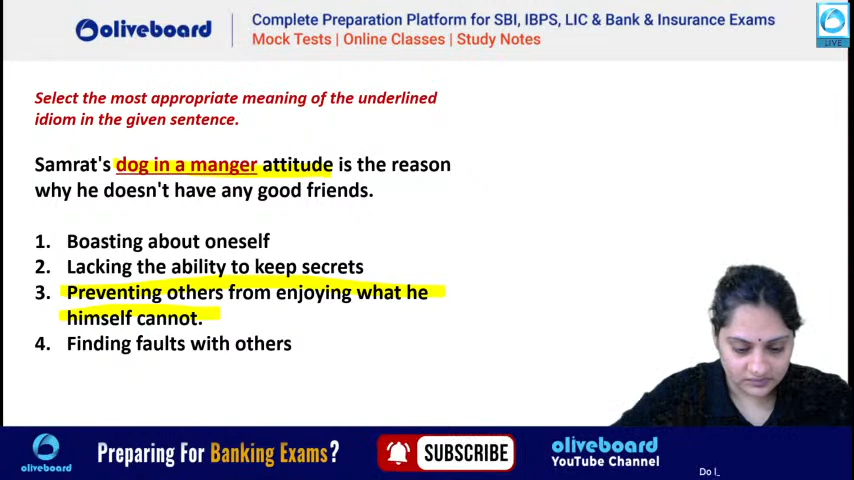 oliveboard
Complete Preparation Platform for SBI, IBPS, LIC & Bank & Insurance Exams
Mock Tests | Online Classes | Study Notes
LIVE
Select the most appropriate meaning of the underlined
idiom in the given sentence.
Samrat's dog in a manger attitude is the reason
why he doesn't have any good friends.
1. Boasting about oneself
2. Lacking the ability to keep secrets
3. Preventing others from enjoying what he
himself cannot.
4. Finding faults with others
oliveboard
Preparing For Banking Exams?
SUBSCRIBE
oliveboard
YouTube Channel
Do I_